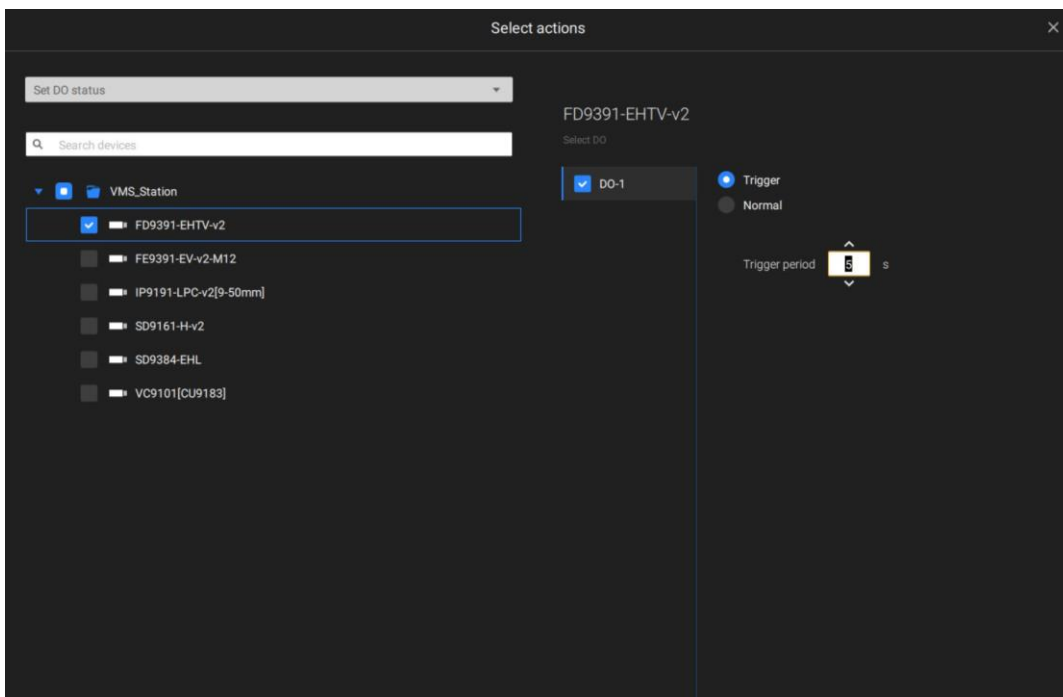 Select actions
Set DO status
Search devices
VMS_Station
FD9391-EHTV-v2
FE9391-EV-v2-M12
IP9191-LPC-v2[9-50mm]
SD9161-H-v2
SD9384-EHL
VC9101[CU9183]
FD9391-EHTV-v2
Select DO
DO-1
Trigger
Normal
Trigger period 5 s